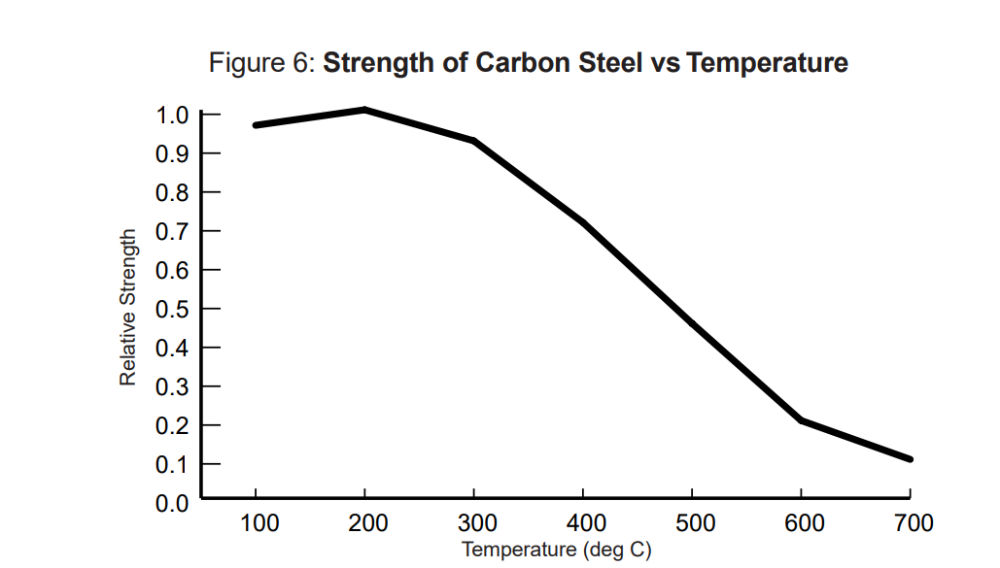 Figure 6: Strength of Carbon Steel vs Temperature
1.0
0.9
0.8
0.7
0.6
0.5
0.4
0.3
0.2
0.1
0.0
Relative Strength
100 200 300 400 500 600 700
Temperature (deg C)